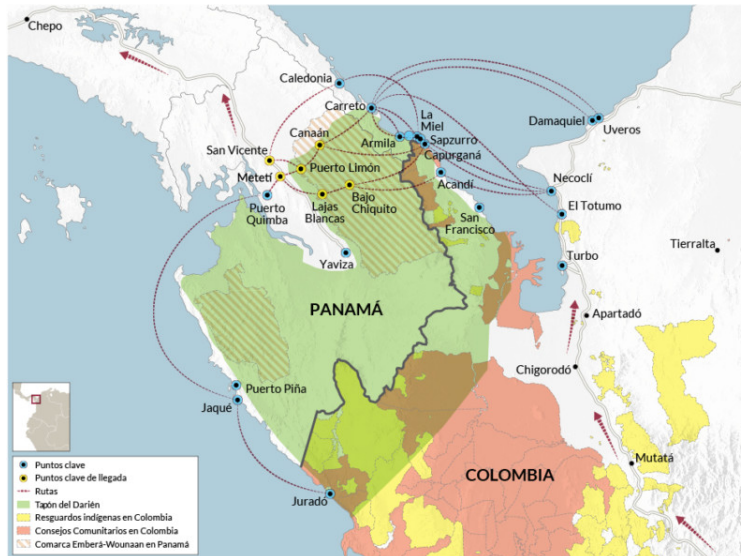 Chepo
Caledonia
Carreto
La
Miel
Damaquiel
Uveros
Canaán
Armila
Sapzurro
Capurganá
San Vicente
Puerto Limón
Metetí
Acandí
Necoclí
Puerto
Quimba
Lajas
Blancas
Bajo
Chiquito
San
Francisco
El Totumo
Yaviza
Turbo
Tierralta
PANAMÁ
Apartadó
Chigorodó
Puerto Piña
Jaqué
Mutatá
COLOMBIA
Juradó
Puntos clave
Puntos clave de llegada
Rutas
Tapón del Darién
Resguardos indígenas en Colombia
Consejos Comunitarios en Colombia
Comarca Emberá-Wounaan en Panamá